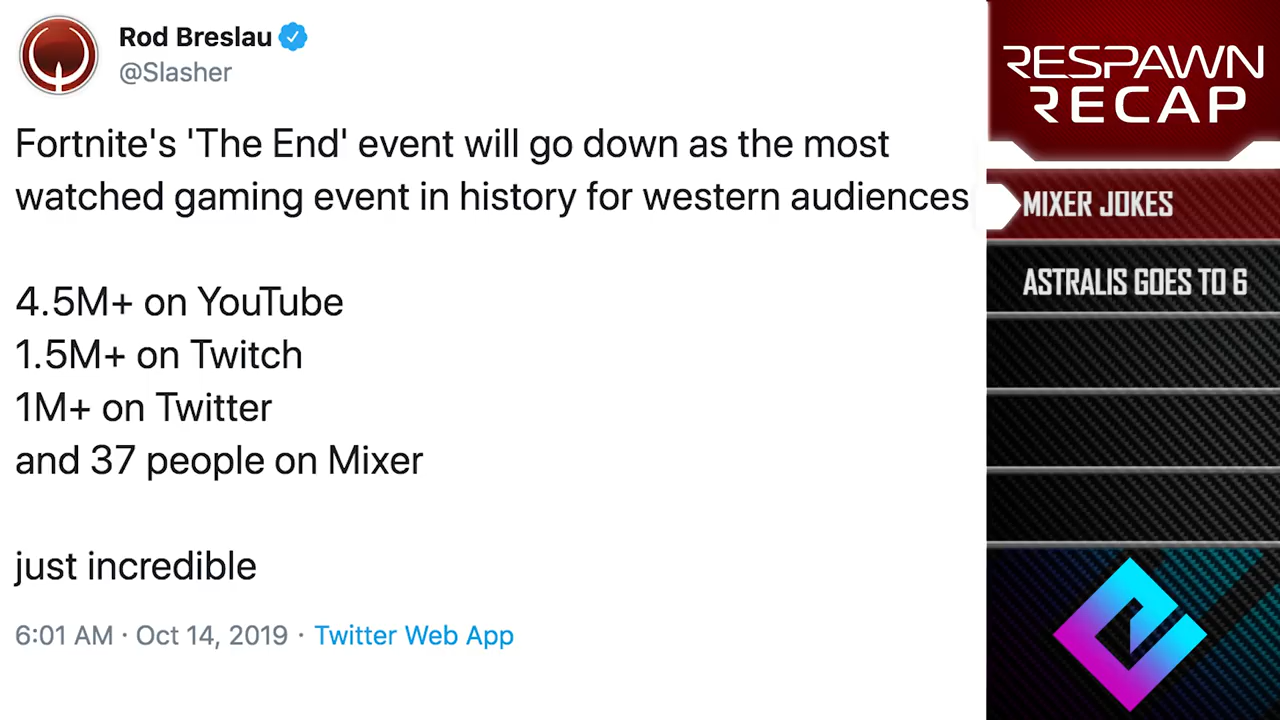 Rod Breslau
@Slasher
Fortnite's 'The End' event will go down as the most
watched gaming event in history for western audiences
4.5M+ on YouTube
1.5M+ on Twitch
1M+ on Twitter
and 37 people on Mixer
just incredible
6:01 AM · Oct 14, 2019 · Twitter Web App
RESPAWN
RECAP
MIXER JOKES
ASTRALIS GOES TO 6